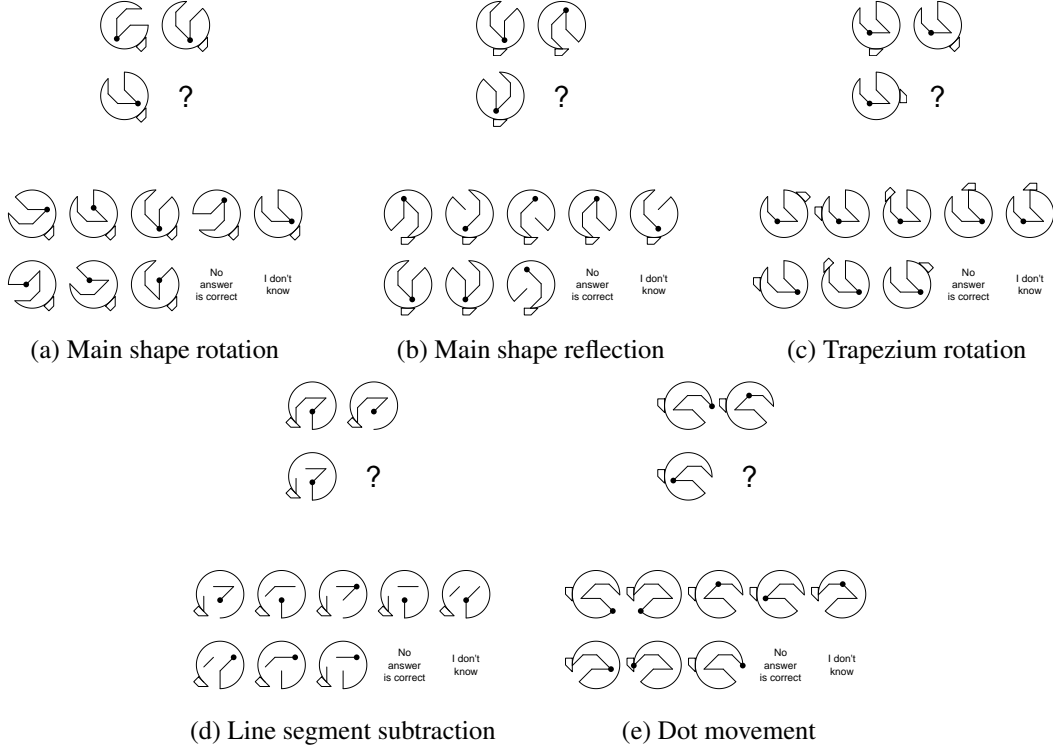 ?
?
?
No
answer
is correct
I don't
know
No
answer
is correct
I don't
know
No
answer
is correct
I don't
know
(a) Main shape rotation
(b) Main shape reflection
(c) Trapezium rotation
?
?
No
answer
is correct
I don't
know
No
answer
is correct
I don't
know
(d) Line segment subtraction
(e) Dot movement